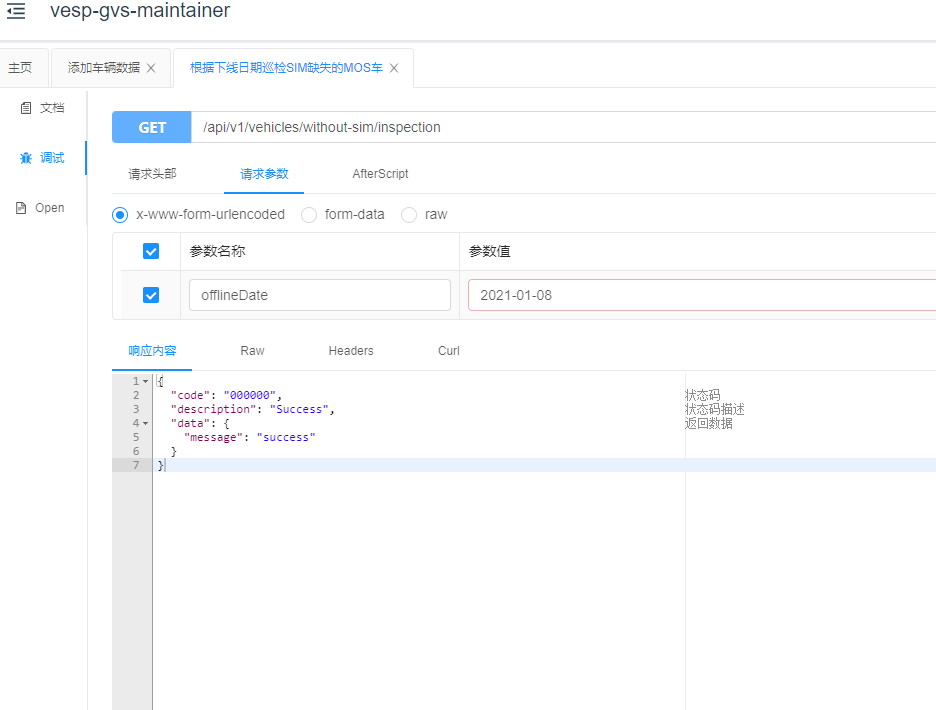 vesp-gvs-maintainer
主页 添加车辆数据 根据下线日期巡检SIM缺失的MOS车
文档
调试
Open
GET /api/v1/vehicles/without-sim/inspection
请求头部 请求参数 AfterScript
x-www-form-urlencoded form-data raw
参数名称 参数值
offlineDate 2021-01-08
响应内容 Raw Headers Curl
1 {
2 "code": "000000", 状态码
3 "description": "Success", 状态码描述
4 "data": { 返回数据
5 "message": "success"
6 }
7 }